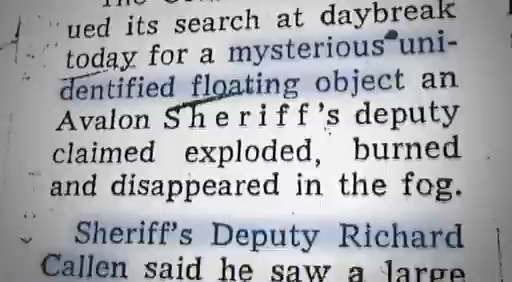 ued its search at daybreak
today for a mysterious uni-
dentified floating object an
Avalon Sheriff's deputy
claimed exploded, burned
and disappeared in the fog.
Sheriff's Deputy Richard
Callen said he saw a large